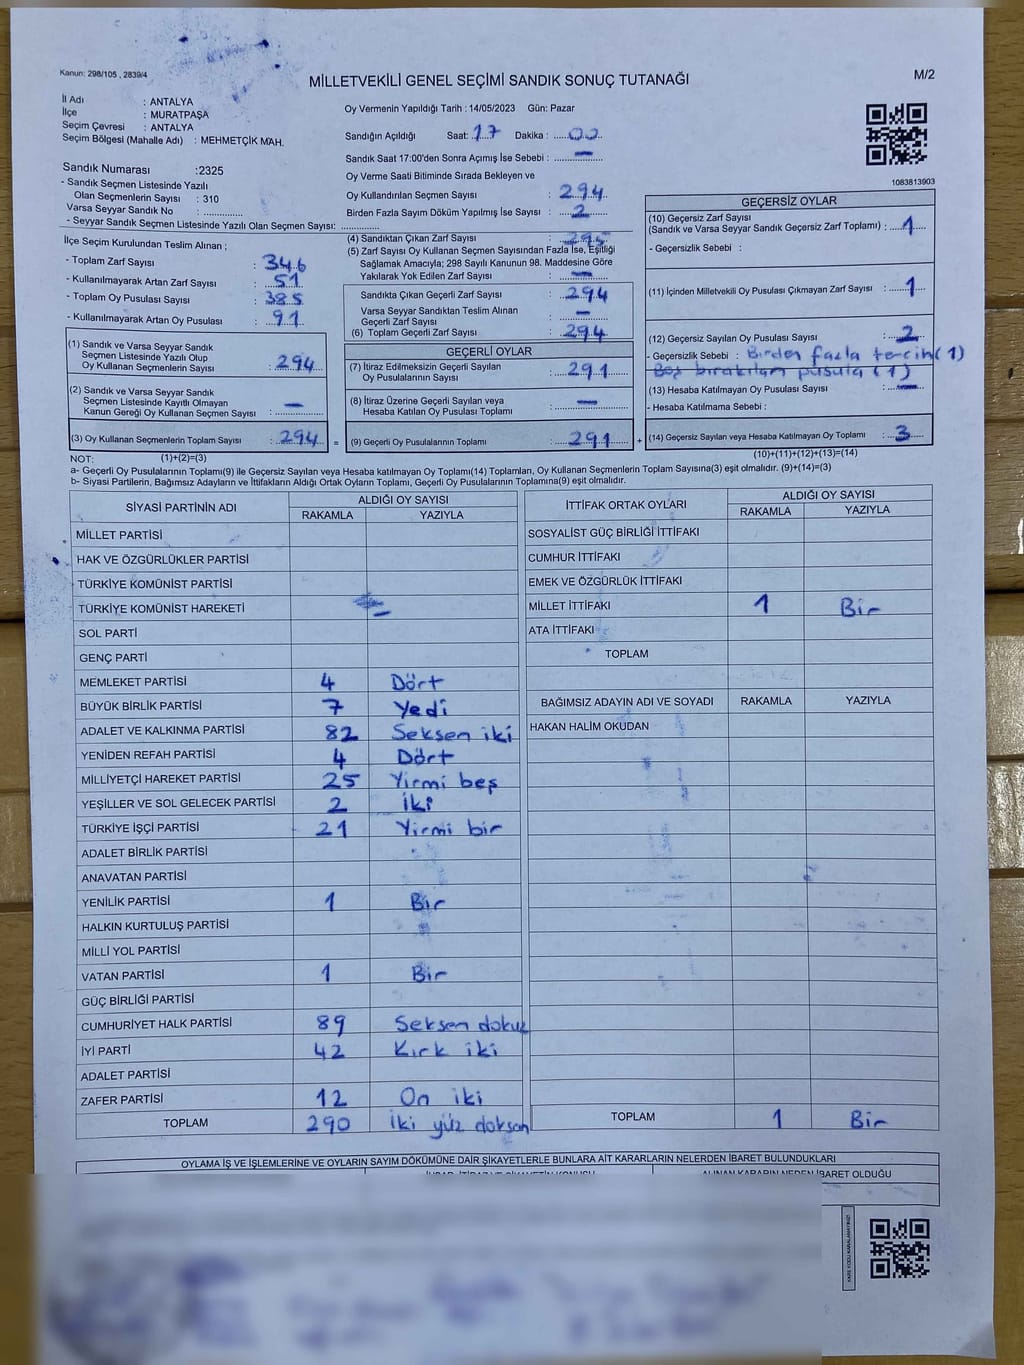 Kanun: 298/105 , 2839/4
M/2
MİLLETVEKİLİ GENEL SEÇİMİ SANDIK SONUÇ TUTANAĞI
İl Adı : ANTALYA
İlçe : MURATPAŞA
Seçim Çevresi : ANTALYA
Seçim Bölgesi (Mahalle Adı) : MEHMETÇİK MAH.
Oy Vermenin Yapıldığı Tarih : 14/05/2023 Gün: Pazar
Sandığın Açıldığı Saat: 17 Dakika : 00
Sandık Saat 17:00'den Sonra Açımış İse Sebebi : —
Oy Verme Saati Bitiminde Sırada Bekleyen ve
Oy Kullandırılan Seçmen Sayısı : 294
Birden Fazla Sayım Döküm Yapılmış İse Sayısı : 2
Sandık Numarası :2325
- Sandık Seçmen Listesinde Yazılı
Olan Seçmenlerin Sayısı : 310
Varsa Seyyar Sandık No :
- Seyyar Sandık Seçmen Listesinde Yazılı Olan Seçmen Sayısı:
1083813903
İlçe Seçim Kurulundan Teslim Alınan ;
- Toplam Zarf Sayısı : 346
- Kullanılmayarak Artan Zarf Sayısı : 51
- Toplam Oy Pusulası Sayısı : 385
- Kullanılmayarak Artan Oy Pusulası : 91
(1) Sandık ve Varsa Seyyar Sandık
Seçmen Listesinde Yazılı Olup
Oy Kullanan Seçmenlerin Sayısı : 294
(2) Sandık ve Varsa Seyyar Sandık
Seçmen Listesinde Kayıtlı Olmayan
Kanun Gereği Oy Kullanan Seçmen Sayısı : —
(3) Oy Kullanan Seçmenlerin Toplam Sayısı : 294 =
(4) Sandıktan Çıkan Zarf Sayısı : 295
(5) Zarf Sayısı Oy Kullanan Seçmen Sayısından Fazla İse, Eşitliği
Sağlamak Amacıyla; 298 Sayılı Kanunun 98. Maddesine Göre
Yakılarak Yok Edilen Zarf Sayısı : —
Sandıkta Çıkan Geçerli Zarf Sayısı : 294
Varsa Seyyar Sandıktan Teslim Alınan
Geçerli Zarf Sayısı : —
(6) Toplam Geçerli Zarf Sayısı : 294
GEÇERLİ OYLAR
(7) İtiraz Edilmeksizin Geçerli Sayılan
Oy Pusulalarının Sayısı : 291
(8) İtiraz Üzerine Geçerli Sayılan veya
Hesaba Katılan Oy Pusulası Toplamı : —
(9) Geçerli Oy Pusulalarının Toplamı : 291 +
GEÇERSİZ OYLAR
(10) Geçersiz Zarf Sayısı
(Sandık ve Varsa Seyyar Sandık Geçersiz Zarf Toplamı) : 1
- Geçersizlik Sebebi :
(11) İçinden Milletvekili Oy Pusulası Çıkmayan Zarf Sayısı : 1
(12) Geçersiz Sayılan Oy Pusulası Sayısı : 2
- Geçersizlik Sebebi : Birden fazla tercih(1)
Boş bırakılan pusula (1)
(13) Hesaba Katılmayan Oy Pusulası Sayısı : —
- Hesaba Katılmama Sebebi :
(14) Geçersiz Sayılan veya Hesaba Katılmayan Oy Toplamı : 3
NOT: (1)+(2)=(3)
(10)+(11)+(12)+(13)=(14)
a- Geçerli Oy Pusulalarının Toplamı(9) ile Geçersiz Sayılan veya Hesaba katılmayan Oy Toplamı(14) Toplamları, Oy Kullanan Seçmenlerin Toplam Sayısına(3) eşit olmalıdır. (9)+(14)=(3)
b- Siyasi Partilerin, Bağımsız Adayların ve İttifakların Aldığı Ortak Oyların Toplamı, Geçerli Oy Pusulalarının Toplamına(9) eşit olmalıdır.
SİYASİ PARTİNİN ADI ALDIĞI OY SAYISI
RAKAMLA YAZIYLA
MİLLET PARTİSİ
HAK VE ÖZGÜRLÜKLER PARTİSİ
TÜRKİYE KOMÜNİST PARTİSİ
TÜRKİYE KOMÜNİST HAREKETİ
SOL PARTİ
GENÇ PARTİ
MEMLEKET PARTİSİ 4 Dört
BÜYÜK BİRLİK PARTİSİ 7 Yedi
ADALET VE KALKINMA PARTİSİ 82 Seksen iki
YENİDEN REFAH PARTİSİ 4 Dört
MİLLİYETÇİ HAREKET PARTİSİ 25 Yirmi beş
YEŞİLLER VE SOL GELECEK PARTİSİ 2 İki
TÜRKİYE İŞÇİ PARTİSİ 21 Yirmi bir
ADALET BİRLİK PARTİSİ
ANAVATAN PARTİSİ
YENİLİK PARTİSİ 1 Bir
HALKIN KURTULUŞ PARTİSİ
MİLLİ YOL PARTİSİ
VATAN PARTİSİ 1 Bir
GÜÇ BİRLİĞİ PARTİSİ
CUMHURİYET HALK PARTİSİ 89 Seksen dokuz
İYİ PARTİ 42 Kırk iki
ADALET PARTİSİ
ZAFER PARTİSİ 12 On iki
TOPLAM 290 İki yüz doksan
İTTİFAK ORTAK OYLARI ALDIĞI OY SAYISI
RAKAMLA YAZIYLA
SOSYALİST GÜÇ BİRLİĞİ İTTİFAKI
CUMHUR İTTİFAKI
EMEK VE ÖZGÜRLÜK İTTİFAKI
MİLLET İTTİFAKI 1 Bir
ATA İTTİFAKI
TOPLAM
BAĞIMSIZ ADAYIN ADI VE SOYADI RAKAMLA YAZIYLA
HAKAN HALİM OKUDAN
TOPLAM 1 Bir
OYLAMA İŞ VE İŞLEMLERİNE VE OYLARIN SAYIM DÖKÜMÜNE DAİR ŞİKAYETLERLE BUNLARA AİT KARARLARIN NELERDEN İBARET BULUNDUKLARI
ALINAN KARARIN NEDEN İBARET OLDUĞU
KARE KODU KARALAMAYINIZ!